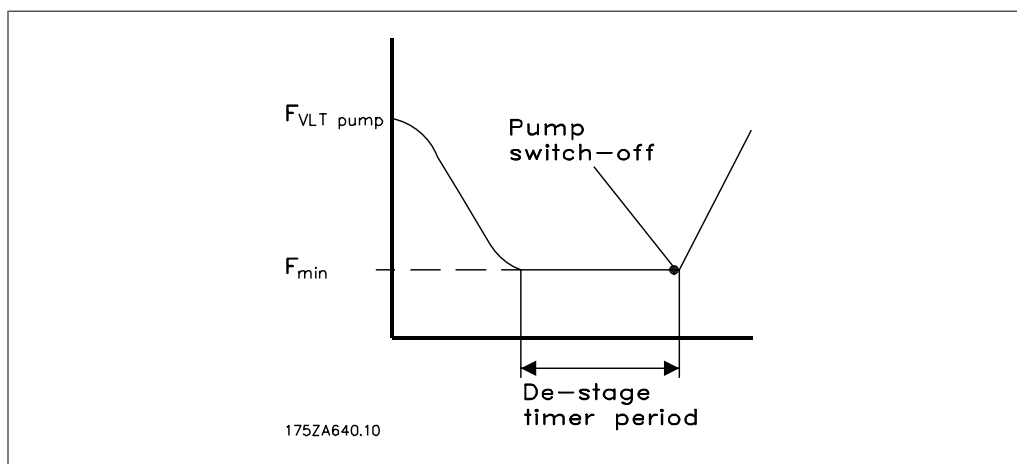 F_VLT pump
Pump
switch-off
F_min
De-stage
timer period
175ZA640.10